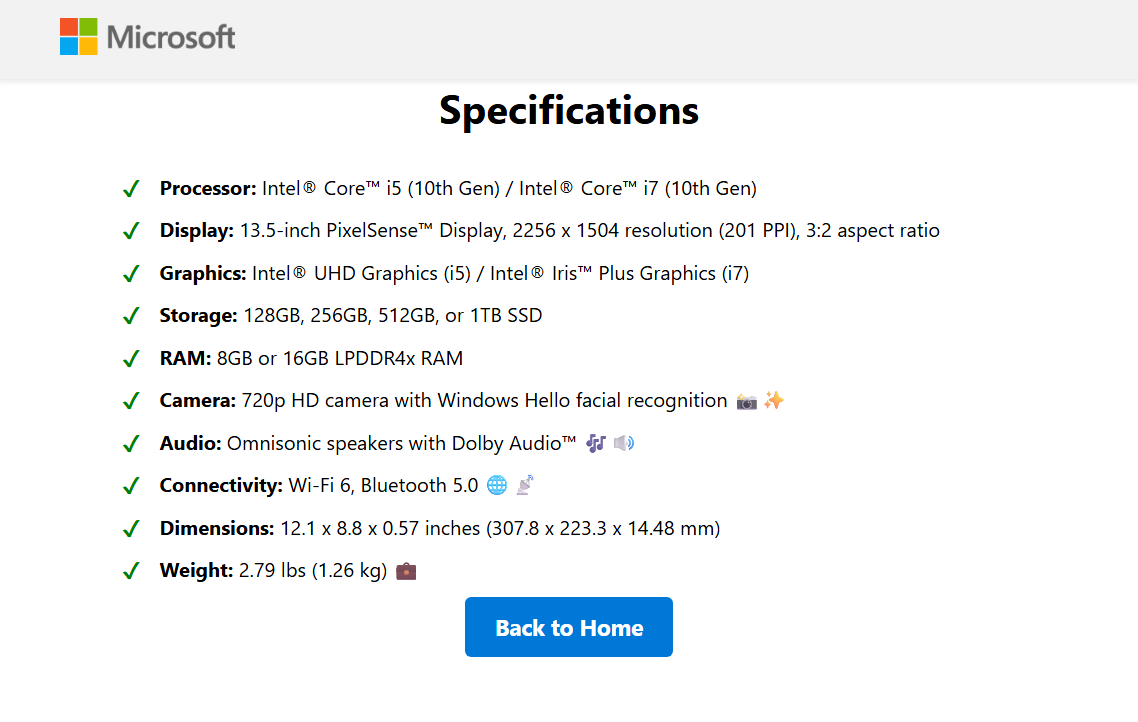 Microsoft
Specifications
✓ Processor: Intel® Core™ i5 (10th Gen) / Intel® Core™ i7 (10th Gen)
✓ Display: 13.5-inch PixelSense™ Display, 2256 x 1504 resolution (201 PPI), 3:2 aspect ratio
✓ Graphics: Intel® UHD Graphics (i5) / Intel® Iris™ Plus Graphics (i7)
✓ Storage: 128GB, 256GB, 512GB, or 1TB SSD
✓ RAM: 8GB or 16GB LPDDR4x RAM
✓ Camera: 720p HD camera with Windows Hello facial recognition 📸 ✨
✓ Audio: Omnisonic speakers with Dolby Audio™ 🎶 🔊
✓ Connectivity: Wi-Fi 6, Bluetooth 5.0 🌐 📡
✓ Dimensions: 12.1 x 8.8 x 0.57 inches (307.8 x 223.3 x 14.48 mm)
✓ Weight: 2.79 lbs (1.26 kg) 💼
Back to Home